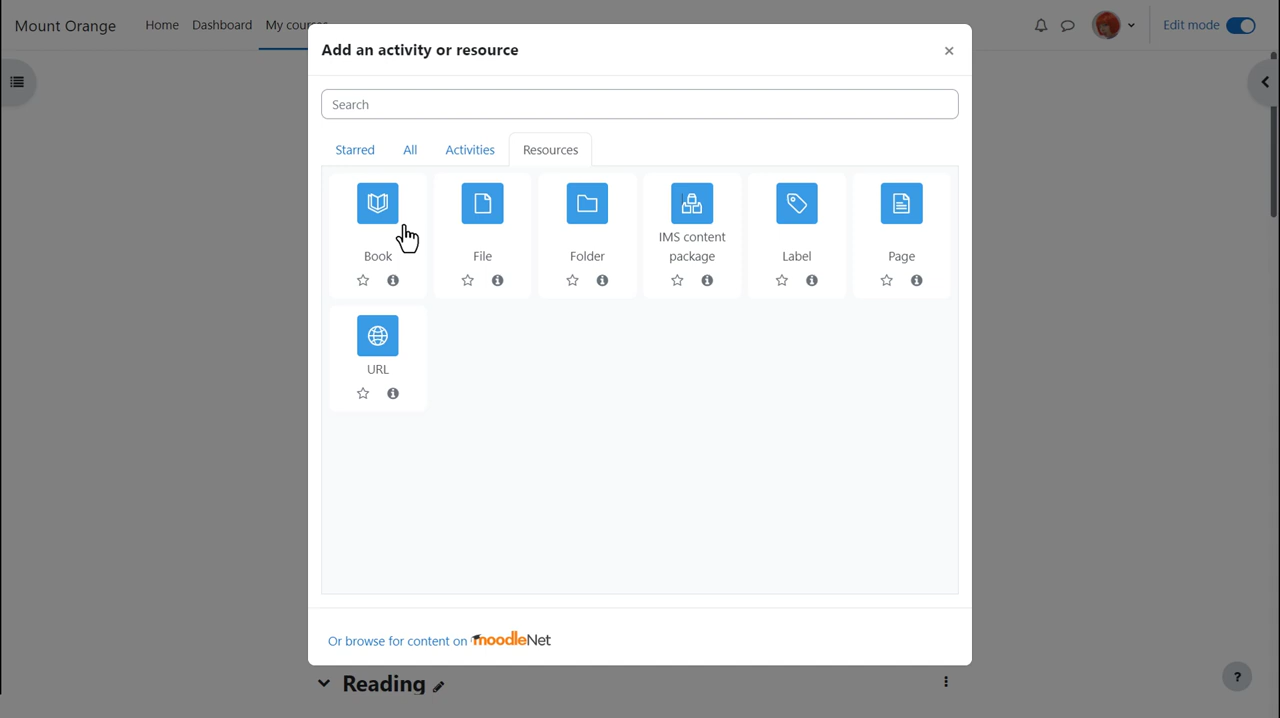 Mount Orange
Home
Dashboard
My cour
Edit mode
Add an activity or resource
Search
Starred
All
Activities
Resources
Book
File
Folder
IMS content
package
Label
Page
URL
Or browse for content on moodleNet
Reading
?